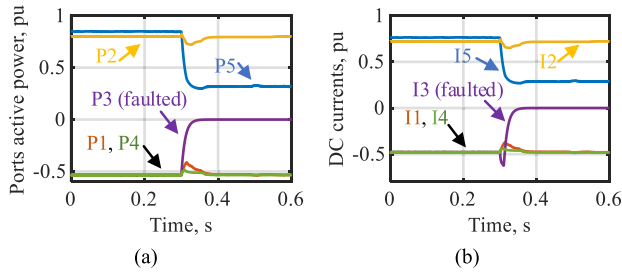 Ports active power, pu
1
0.5
0
-0.5
P2
P5
P3 (faulted)
P1, P4
0 0.2 0.4 0.6
Time, s
(a)
DC currents, pu
1
0.5
0
-0.5
I5
I2
I3 (faulted)
I1, I4
0 0.2 0.4 0.6
Time, s
(b)